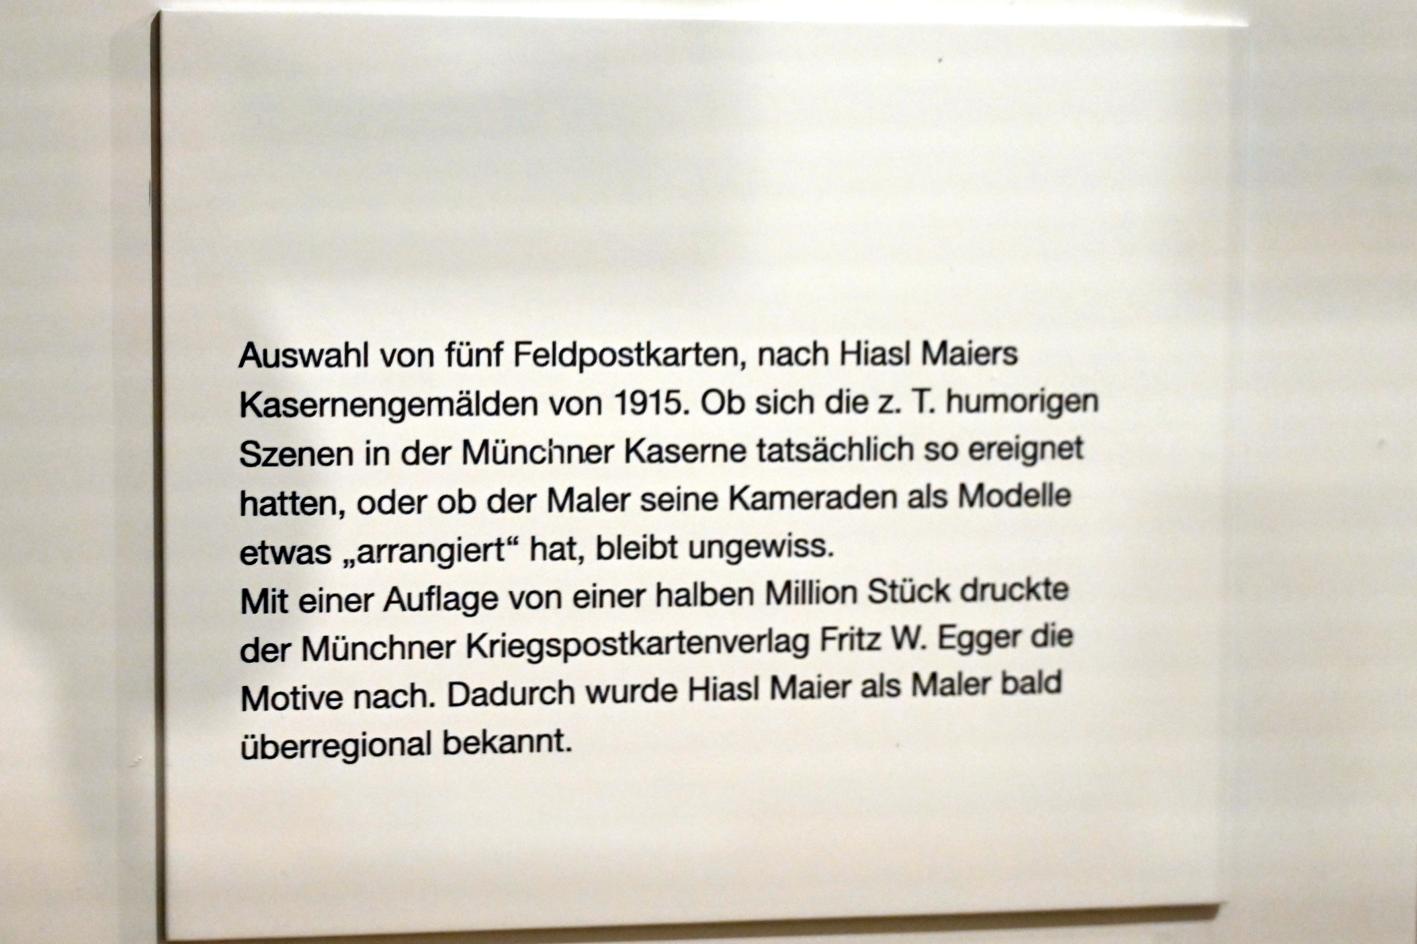 Auswahl von fünf Feldpostkarten, nach Hiasl Maiers
Kasernengemälden von 1915. Ob sich die z. T. humorigen
Szenen in der Münchner Kaserne tatsächlich so ereignet
hatten, oder ob der Maler seine Kameraden als Modelle
etwas „arrangiert“ hat, bleibt ungewiss.
Mit einer Auflage von einer halben Million Stück druckte
der Münchner Kriegspostkartenverlag Fritz W. Egger die
Motive nach. Dadurch wurde Hiasl Maier als Maler bald
überregional bekannt.